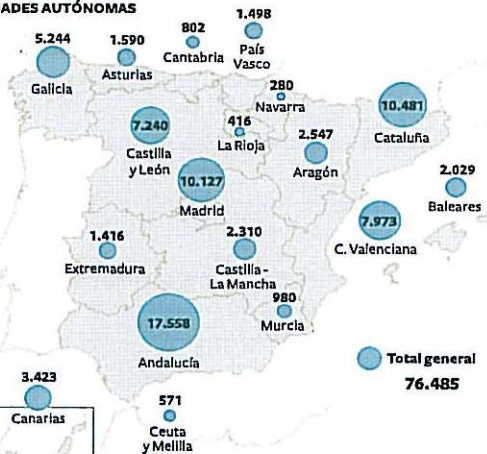 ADES AUTÓNOMAS
5.244
Galicia
1.590
Asturias
802
Cantabria
1.498
País
Vasco
280
Navarra
416
La Rioja
10.481
Cataluña
7.240
Castilla
y León
2.547
Aragón
10.127
Madrid
2.029
Baleares
7.973
C. Valenciana
1.416
Extremadura
2.310
Castilla -
La Mancha
980
Murcia
17.558
Andalucía
Total general
76.485
3.423
Canarias
571
Ceuta
y Melilla